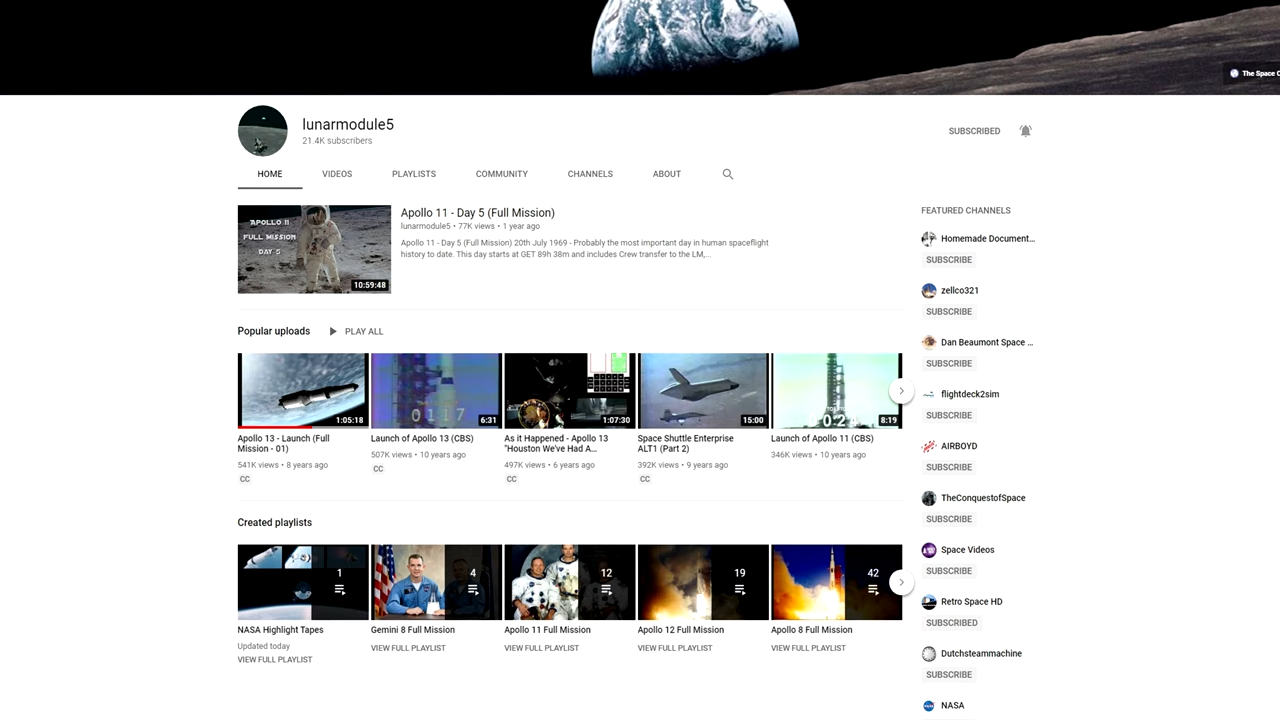 The Space
lunarmodule5
21.4K subscribers
SUBSCRIBED
HOME VIDEOS PLAYLISTS COMMUNITY CHANNELS ABOUT
APOLLO 11
FULL MISSION
DAY 5
10:59:48
Apollo 11 - Day 5 (Full Mission)
lunarmodule5 • 77K views • 1 year ago
Apollo 11 - Day 5 (Full Mission) 20th July 1969 - Probably the most important day in human spaceflight
history to date. This day starts at GET 89h 38m and includes Crew transfer to the LM,...
Popular uploads PLAY ALL
1:05:18
Apollo 13 - Launch (Full
Mission - 01)
541K views • 8 years ago
CC
0117
6:31
Launch of Apollo 13 (CBS)
507K views • 10 years ago
CC
1:07:30
As it Happened - Apollo 13
"Houston We've Had A...
497K views • 6 years ago
CC
15:00
Space Shuttle Enterprise
ALT1 (Part 2)
392K views • 9 years ago
CC
8:19
Launch of Apollo 11 (CBS)
346K views • 10 years ago
Created playlists
1
NASA Highlight Tapes
Updated today
VIEW FULL PLAYLIST
4
Gemini 8 Full Mission
VIEW FULL PLAYLIST
12
Apollo 11 Full Mission
VIEW FULL PLAYLIST
19
Apollo 12 Full Mission
VIEW FULL PLAYLIST
42
Apollo 8 Full Mission
VIEW FULL PLAYLIST
FEATURED CHANNELS
Homemade Document...
SUBSCRIBE
zellco321
SUBSCRIBE
Dan Beaumont Space ...
SUBSCRIBE
flightdeck2sim
SUBSCRIBE
AIRBOYD
SUBSCRIBE
TheConquestofSpace
SUBSCRIBE
Space Videos
SUBSCRIBE
Retro Space HD
SUBSCRIBED
Dutchsteammachine
SUBSCRIBE
NASA